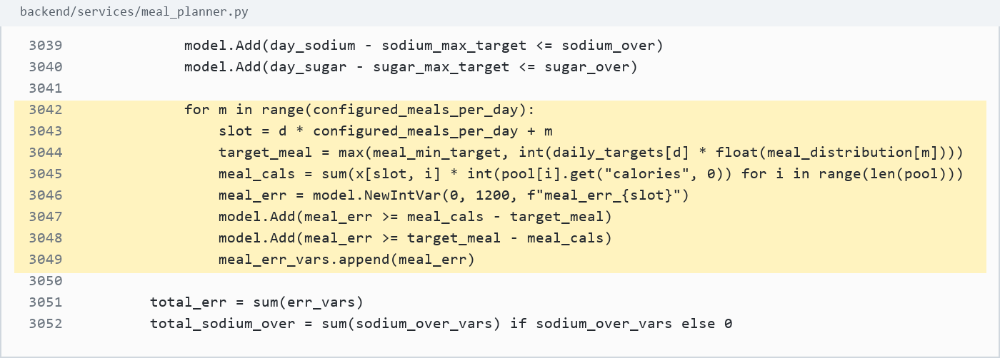 backend/services/meal_planner.py
3039 model.Add(day_sodium - sodium_max_target <= sodium_over)
3040 model.Add(day_sugar - sugar_max_target <= sugar_over)
3041
3042 for m in range(configured_meals_per_day):
3043 slot = d * configured_meals_per_day + m
3044 target_meal = max(meal_min_target, int(daily_targets[d] * float(meal_distribution[m])))
3045 meal_cals = sum(x[slot, i] * int(pool[i].get("calories", 0)) for i in range(len(pool)))
3046 meal_err = model.NewIntVar(0, 1200, f"meal_err_{slot}")
3047 model.Add(meal_err >= meal_cals - target_meal)
3048 model.Add(meal_err >= target_meal - meal_cals)
3049 meal_err_vars.append(meal_err)
3050
3051 total_err = sum(err_vars)
3052 total_sodium_over = sum(sodium_over_vars) if sodium_over_vars else 0